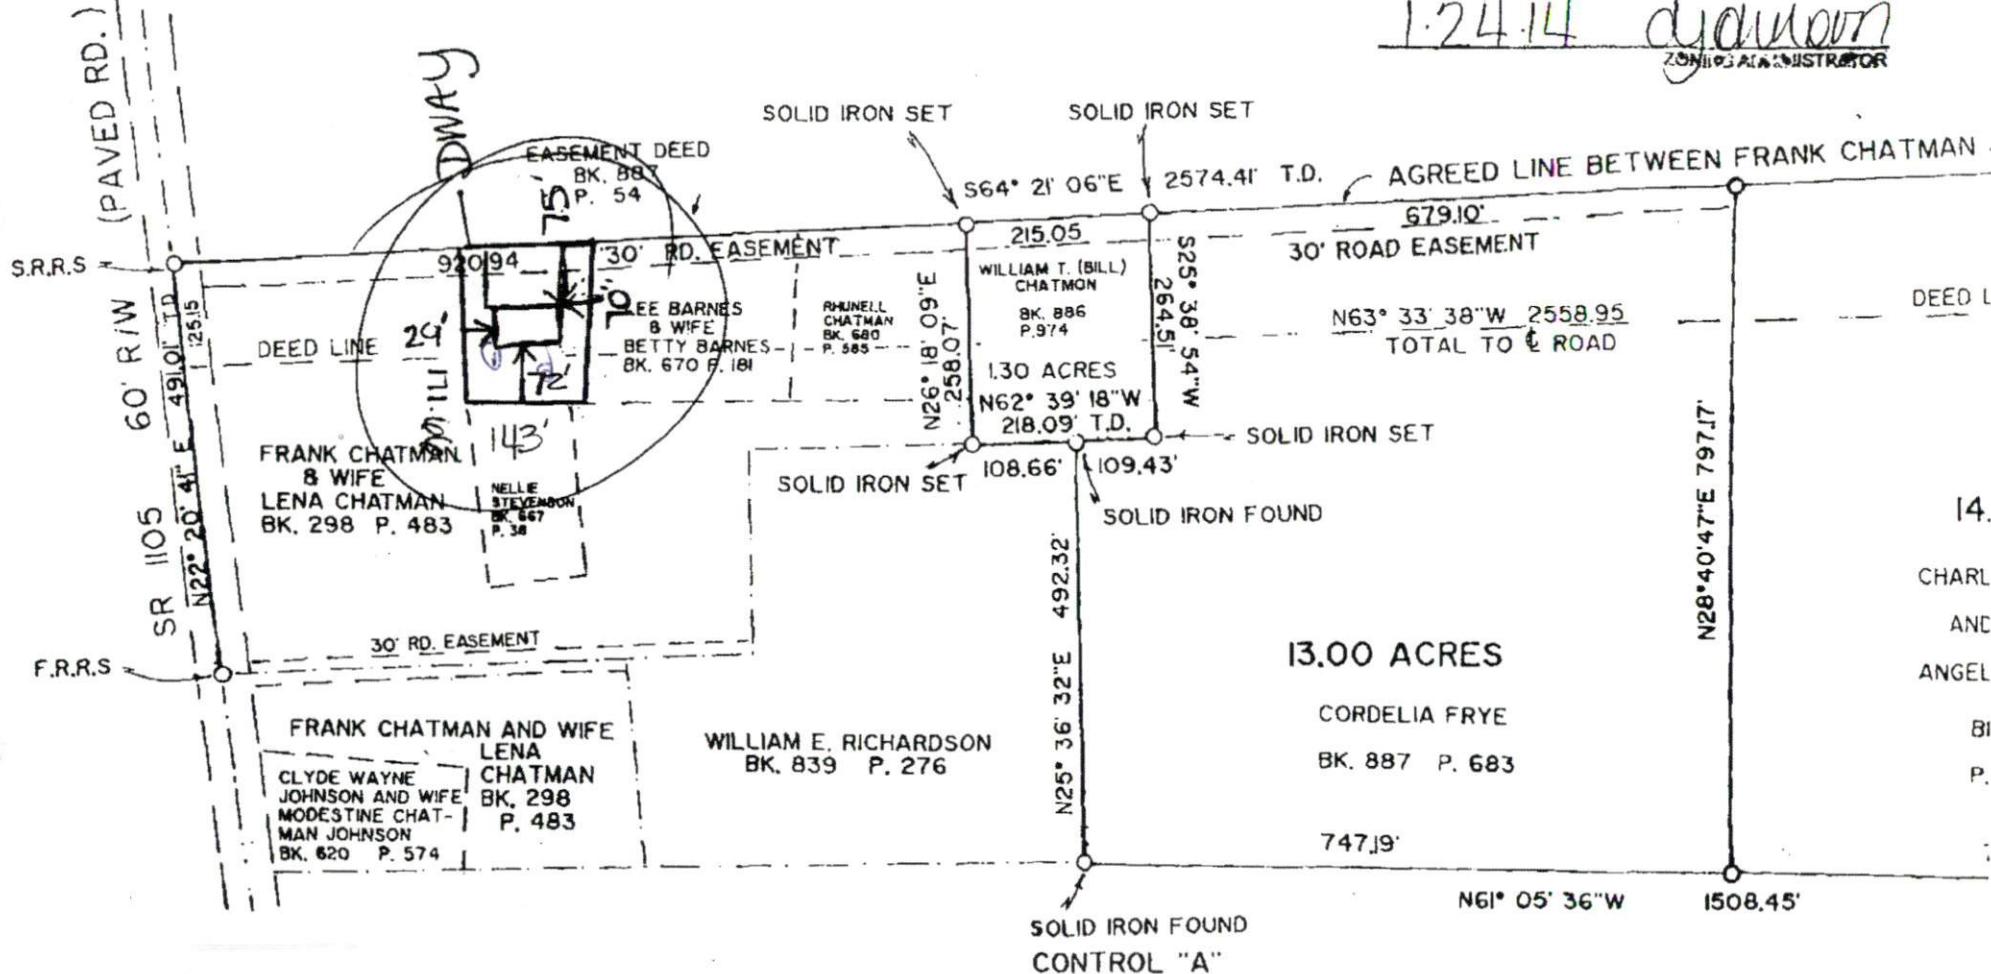 1.24.14
ZONING ADMINISTRATOR
(PAVED RD.)
60' R/W
SR 1105
DWAY
SOLID IRON SET
SOLID IRON SET
EASEMENT DEED
BK. 887
P. 54
75'
S64° 21' 06"E 2574.41' T.D.
AGREED LINE BETWEEN FRANK CHATMAN
679.10'
30' ROAD EASEMENT
215.05
S.R.R.S
920.94
30' RD. EASEMENT
N22° 20' 41" E 491.01' T.D.
125.15
DEED LINE
29'
70'
72'
143'
LEE BARNES
& WIFE
BETTY BARNES
BK. 670 P. 181
RHUNELL
CHATMAN
BK. 680
P. 585
N26° 18' 09"E
258.07'
WILLIAM T. (BILL)
CHATMON
BK. 886
P.974
1.30 ACRES
N62° 39' 18"W
218.09' T.D.
S25° 38' 54"W
264.51'
N63° 33' 38"W 2558.95
TOTAL TO ℄ ROAD
DEED L
SOLID IRON SET
SOLID IRON SET
108.66'
109.43'
SOLID IRON FOUND
FRANK CHATMAN
& WIFE
LENA CHATMAN
BK. 298 P. 483
NELLIE
STEVENSON
BK. 667
P. 38
N28°40'47"E 797.17'
14.
CHARL
AND
ANGEL
P.
30' RD. EASEMENT
F.R.R.S
N25° 36' 32"E 492.32'
13.00 ACRES
CORDELIA FRYE
BK. 887 P. 683
FRANK CHATMAN AND WIFE
LENA
CHATMAN
BK. 298
P. 483
CLYDE WAYNE
JOHNSON AND WIFE
MODESTINE CHAT-
MAN JOHNSON
BK. 620 P. 574
WILLIAM E. RICHARDSON
BK. 839 P. 276
747.19'
N61° 05' 36"W
1508.45'
SOLID IRON FOUND
CONTROL "A"